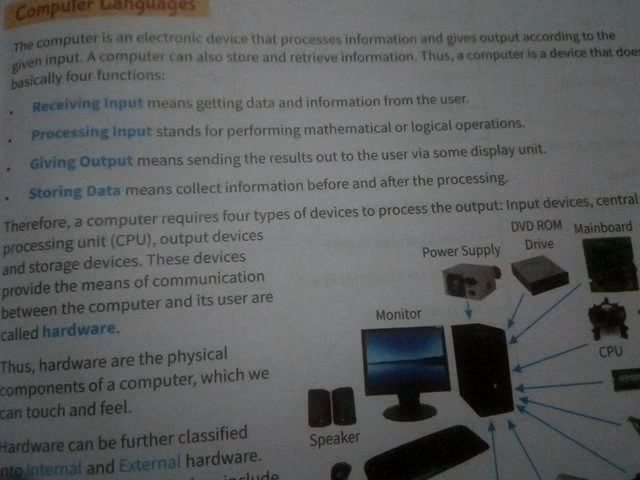 Computer Languages
The computer is an electronic device that processes information and gives output according to the
given input. A computer can also store and retrieve information. Thus, a computer is a device that does
basically four functions:
• Receiving Input means getting data and information from the user.
• Processing Input stands for performing mathematical or logical operations.
• Giving Output means sending the results out to the user via some display unit.
• Storing Data means collect information before and after the processing.
Therefore, a computer requires four types of devices to process the output: Input devices, central
processing unit (CPU), output devices
and storage devices. These devices
provide the means of communication
between the computer and its user are
called hardware.
Thus, hardware are the physical
components of a computer, which we
can touch and feel.
Hardware can be further classified
into Internal and External hardware.
include
DVD ROM
Drive
Mainboard
Power Supply
Monitor
CPU
Speaker